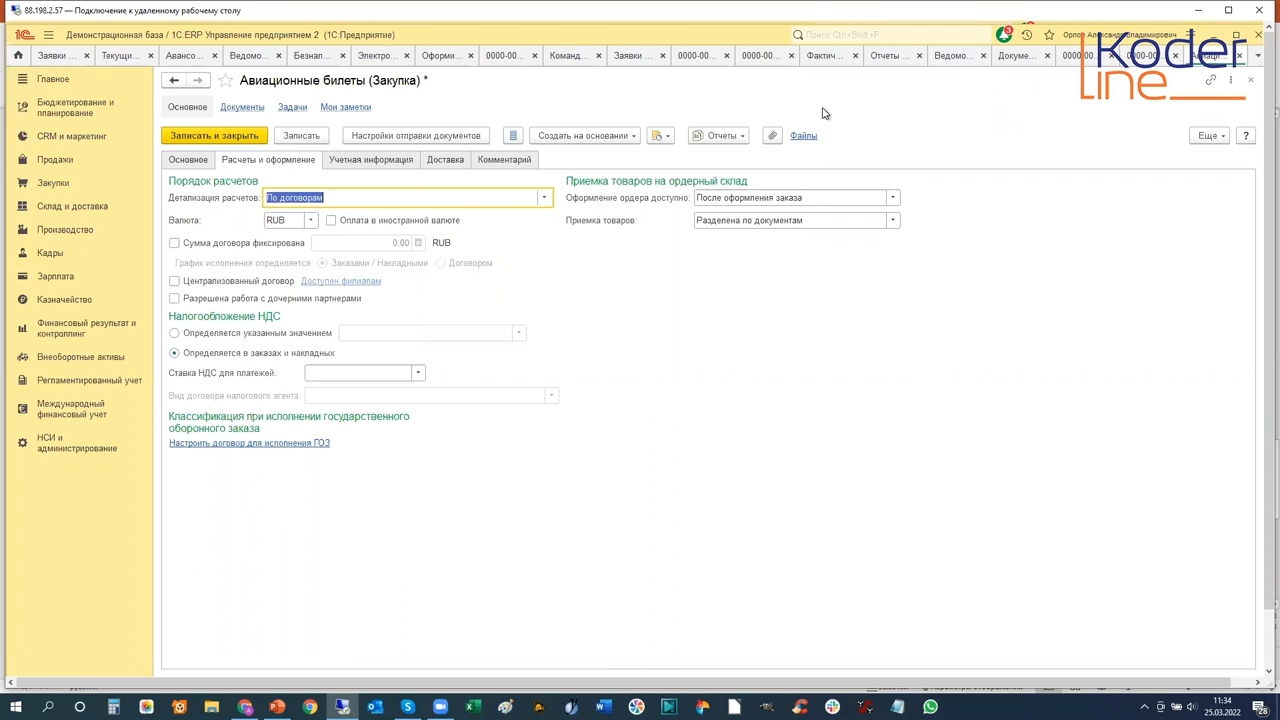 88.198.2.57 — Подключение к удаленному рабочему столу
Демонстрационная база / 1С:ERP Управление предприятием 2 (1С:Предприятие)
Поиск Ctrl+Shift+F
3
Орлов Александр Владимирович
Koder
line
Заявки ...
Текущи...
Авансо...
Ведомо...
Безнал...
Электро...
Оформи...
0000-00...
Команд...
Заявки ...
0000-00...
0000-00...
Фактич...
Отчеты ...
Ведомо...
Докуме...
Главное
Бюджетирование и
планирование
CRM и маркетинг
Продажи
Закупки
Склад и доставка
Производство
Кадры
Зарплата
Казначейство
Финансовый результат и
контроллинг
Внеоборотные активы
Регламентированный учет
Международный
финансовый учет
НСИ и
администрирование
Авиационные билеты (Закупка) *
Основное
Документы
Задачи
Мои заметки
Записать и закрыть
Записать
Настройки отправки документов
Создать на основании
Отчеты
Файлы
Еще
?
Основное
Расчеты и оформление
Учетная информация
Доставка
Комментарий
Порядок расчетов
Детализация расчетов: По договорам
Валюта: RUB Оплата в иностранной валюте
Сумма договора фиксирована 0,00 RUB
График исполнения определяется: Заказами / Накладными Договором
Централизованный договор Доступен филиалам
Разрешена работа с дочерними партнерами
Налогообложение НДС
Определяется указанным значением
Определяется в заказах и накладных
Ставка НДС для платежей:
Вид договора налогового агента:
Классификация при исполнении государственного
оборонного заказа
Настроить договор для исполнения ГОЗ
Приемка товаров на ордерный склад
Оформление ордера доступно: После оформления заказа
Приемка товаров: Разделена по документам
11:34
25.03.2022
28